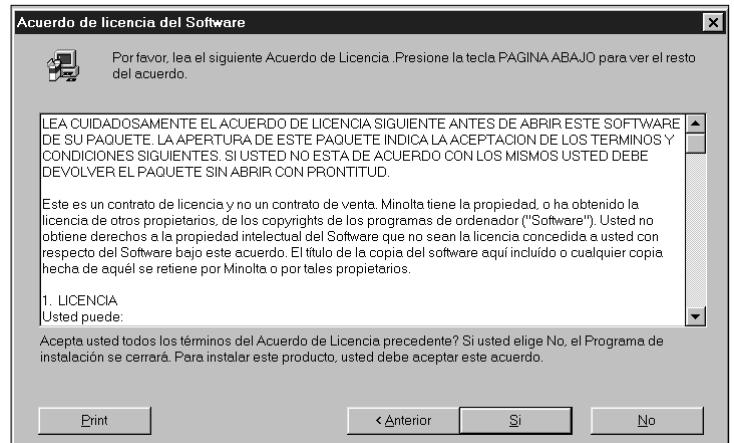 Acuerdo de licencia del Software
Por favor, lea el siguiente Acuerdo de Licencia .Presione la tecla PAGINA ABAJO para ver el resto
del acuerdo.
LEA CUIDADOSAMENTE EL ACUERDO DE LICENCIA SIGUIENTE ANTES DE ABRIR ESTE SOFTWARE
DE SU PAQUETE. LA APERTURA DE ESTE PAQUETE INDICA LA ACEPTACION DE LOS TERMINOS Y
CONDICIONES SIGUIENTES. SI USTED NO ESTA DE ACUERDO CON LOS MISMOS USTED DEBE
DEVOLVER EL PAQUETE SIN ABRIR CON PRONTITUD.
Este es un contrato de licencia y no un contrato de venta. Minolta tiene la propiedad, o ha obtenido la
licencia de otros propietarios, de los copyrights de los programas de ordenador ("Software"). Usted no
obtiene derechos a la propiedad intelectual del Software que no sean la licencia concedida a usted con
respecto del Software bajo este acuerdo. El título de la copia del software aquí incluído o cualquier copia
hecha de aquél se retiene por Minolta o por tales propietarios.
1. LICENCIA
Usted puede:
Acepta usted todos los términos del Acuerdo de Licencia precedente? Si usted elige No, el Programa de
instalación se cerrará. Para instalar este producto, usted debe aceptar este acuerdo.
Print
< Anterior
Si
No